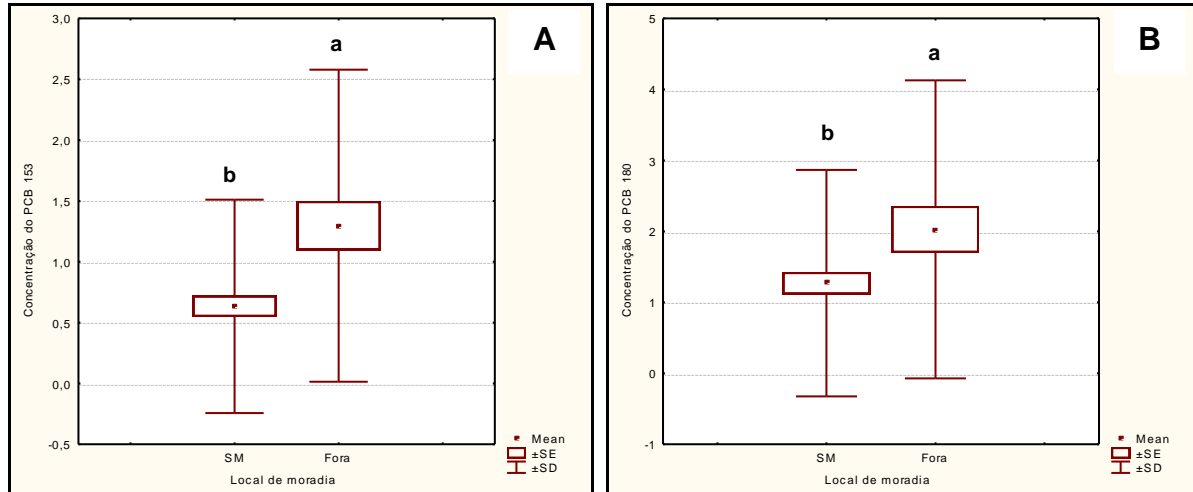 A
3,0
2,5
2,0
1,5
1,0
0,5
0,0
-0,5
Concentração do PCB 153
a
b
SM Fora
Local de moradia
Mean
±SE
±SD
B
5
4
3
2
1
0
-1
Concentração do PCB 180
a
b
SM Fora
Local de moradia
Mean
±SE
±SD